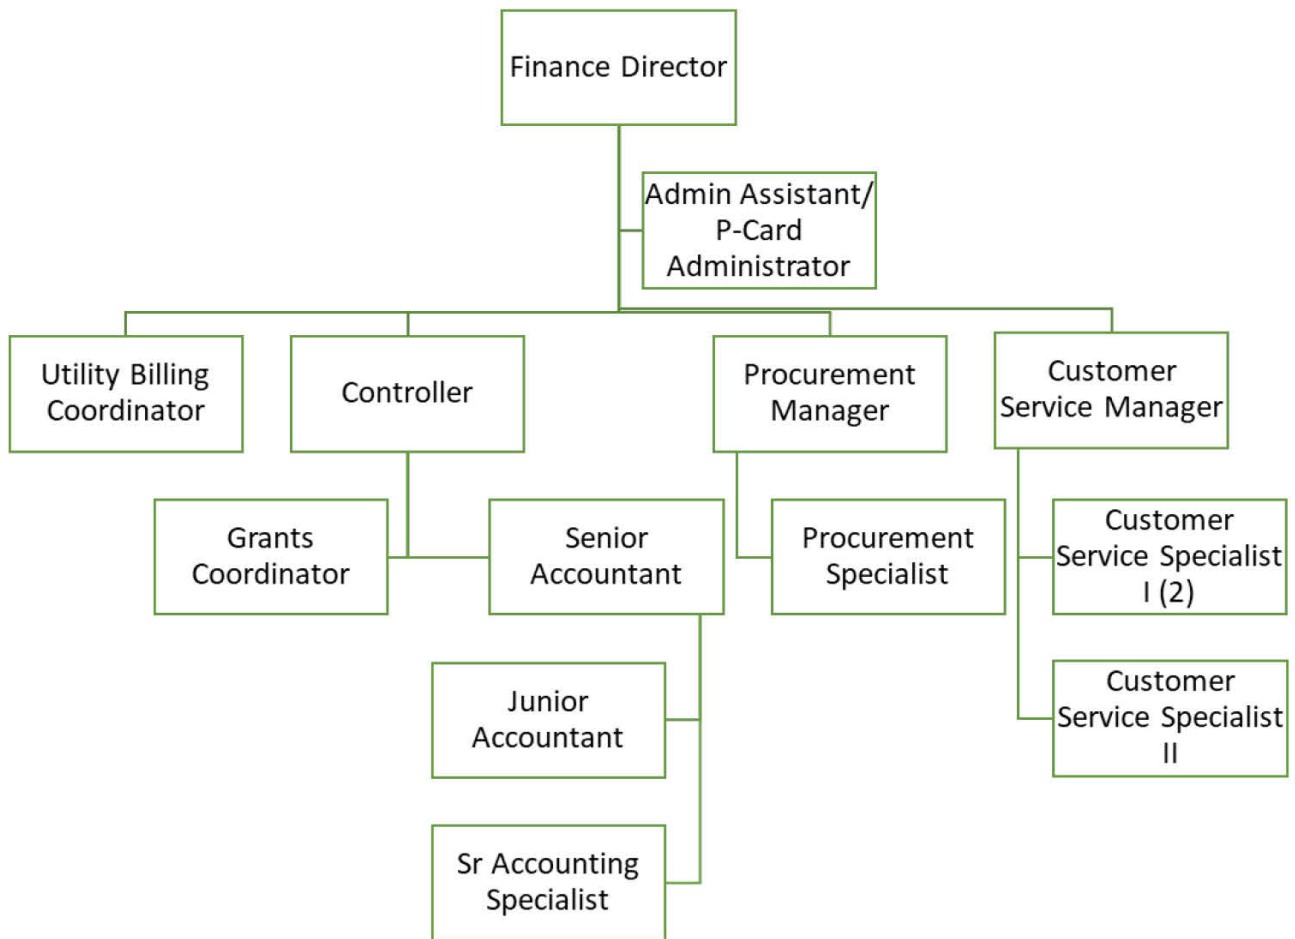 Finance Director
Admin Assistant/
P-Card
Administrator
Utility Billing
Coordinator
Controller
Procurement
Manager
Customer
Service Manager
Grants
Coordinator
Senior
Accountant
Procurement
Specialist
Customer
Service Specialist
I (2)
Junior
Accountant
Customer
Service Specialist
II
Sr Accounting
Specialist